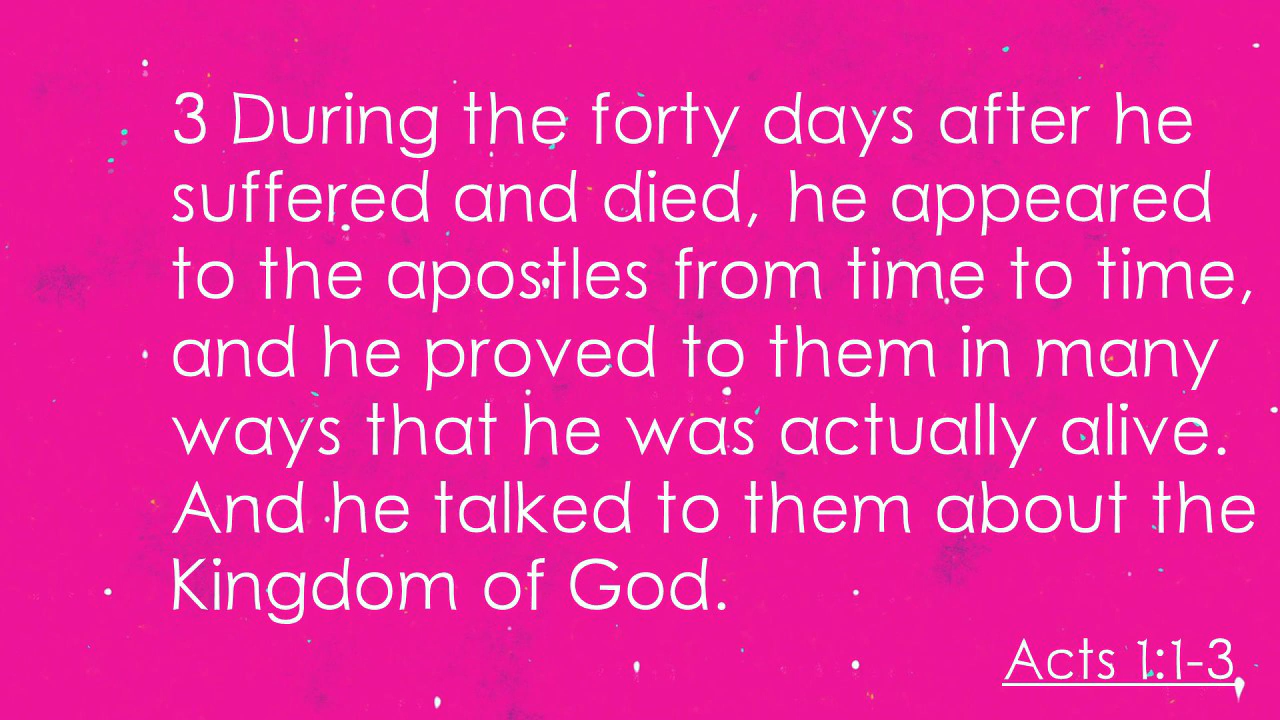 3 During the forty days after he
suffered and died, he appeared
to the apostles from time to time,
and he proved to them in many
ways that he was actually alive.
And he talked to them about the
Kingdom of God.
Acts 1:1-3